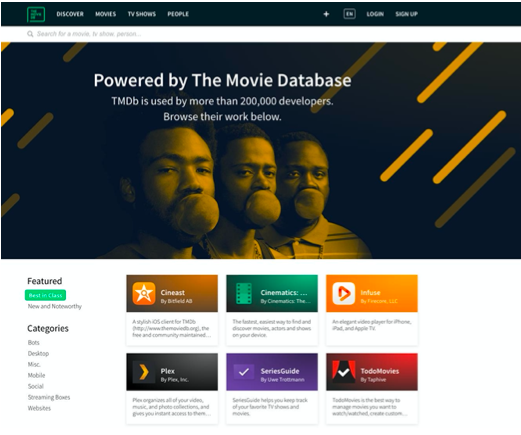 THE
MOVIE
DB
DISCOVER MOVIES TV SHOWS PEOPLE + EN LOGIN SIGN UP
Search for a movie, tv show, person...
Powered by The Movie Database
TMDb is used by more than 200,000 developers.
Browse their work below.
Featured
Best in Class
New and Noteworthy
Categories
Bots
Desktop
Misc.
Mobile
Social
Streaming Boxes
Websites
Cineast
By Bitfield AB
A stylish iOS client for TMDb
(http://www.themoviedb.org), the
free and community maintained...
Cinematics: ...
By Cinematics: The...
The fastest, easiest way to find and
discover movies, actors and shows
on your device.
Infuse
By Firecore, LLC
An elegant video player for iPhone,
iPad, and Apple TV.
Plex
By Plex, Inc.
Plex organizes all of your video,
music, and photo collections, and
gives you instant access to them...
SeriesGuide
By Uwe Trottmann
SeriesGuide helps you keep track
of your favorite TV shows and
movies.
TodoMovies
By Taphive
TodoMovies is the best way to
manage movies you want to
watch/watched, create custom...